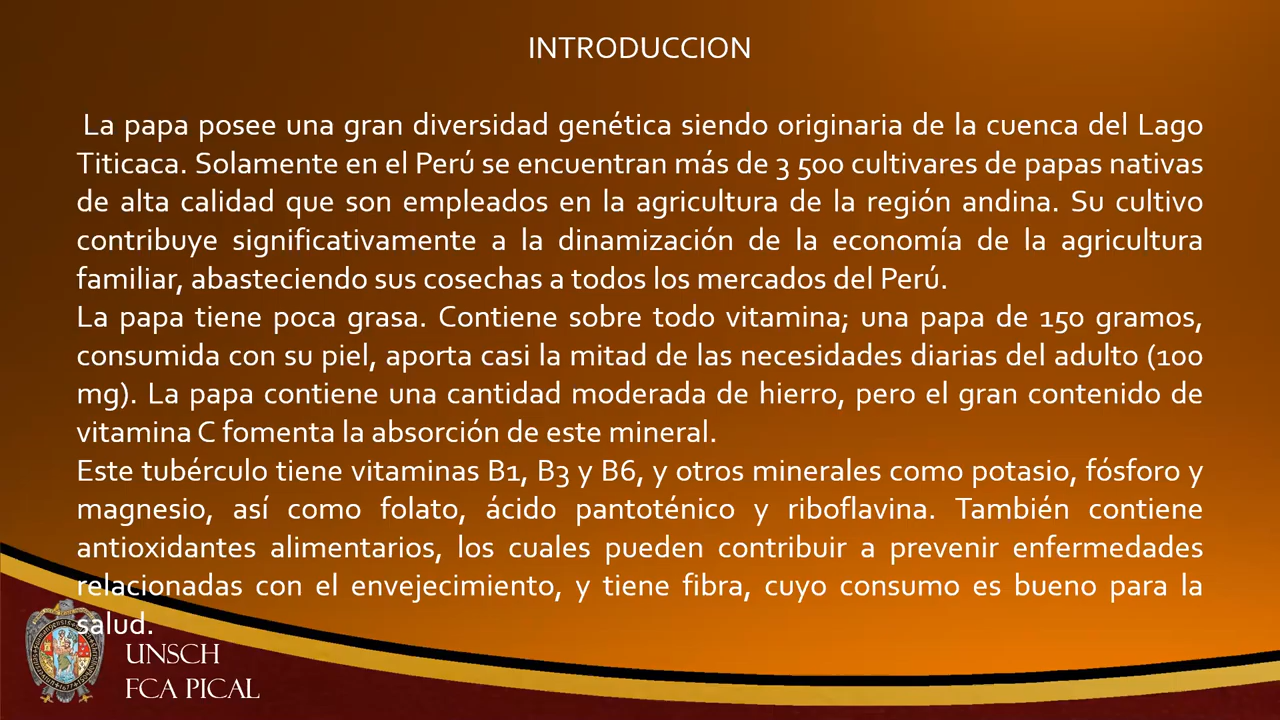 INTRODUCCION
La papa posee una gran diversidad genética siendo originaria de la cuenca del Lago
Titicaca. Solamente en el Perú se encuentran más de 3 500 cultivares de papas nativas
de alta calidad que son empleados en la agricultura de la región andina. Su cultivo
contribuye significativamente a la dinamización de la economía de la agricultura
familiar, abasteciendo sus cosechas a todos los mercados del Perú.
La papa tiene poca grasa. Contiene sobre todo vitamina; una papa de 150 gramos,
consumida con su piel, aporta casi la mitad de las necesidades diarias del adulto (100
mg). La papa contiene una cantidad moderada de hierro, pero el gran contenido de
vitamina C fomenta la absorción de este mineral.
Este tubérculo tiene vitaminas B1, B3 y B6, y otros minerales como potasio, fósforo y
magnesio, así como folato, ácido pantoténico y riboflavina. También contiene
antioxidantes alimentarios, los cuales pueden contribuir a prevenir enfermedades
relacionadas con el envejecimiento, y tiene fibra, cuyo consumo es bueno para la
salud.
UNSCH
FCA PICAL